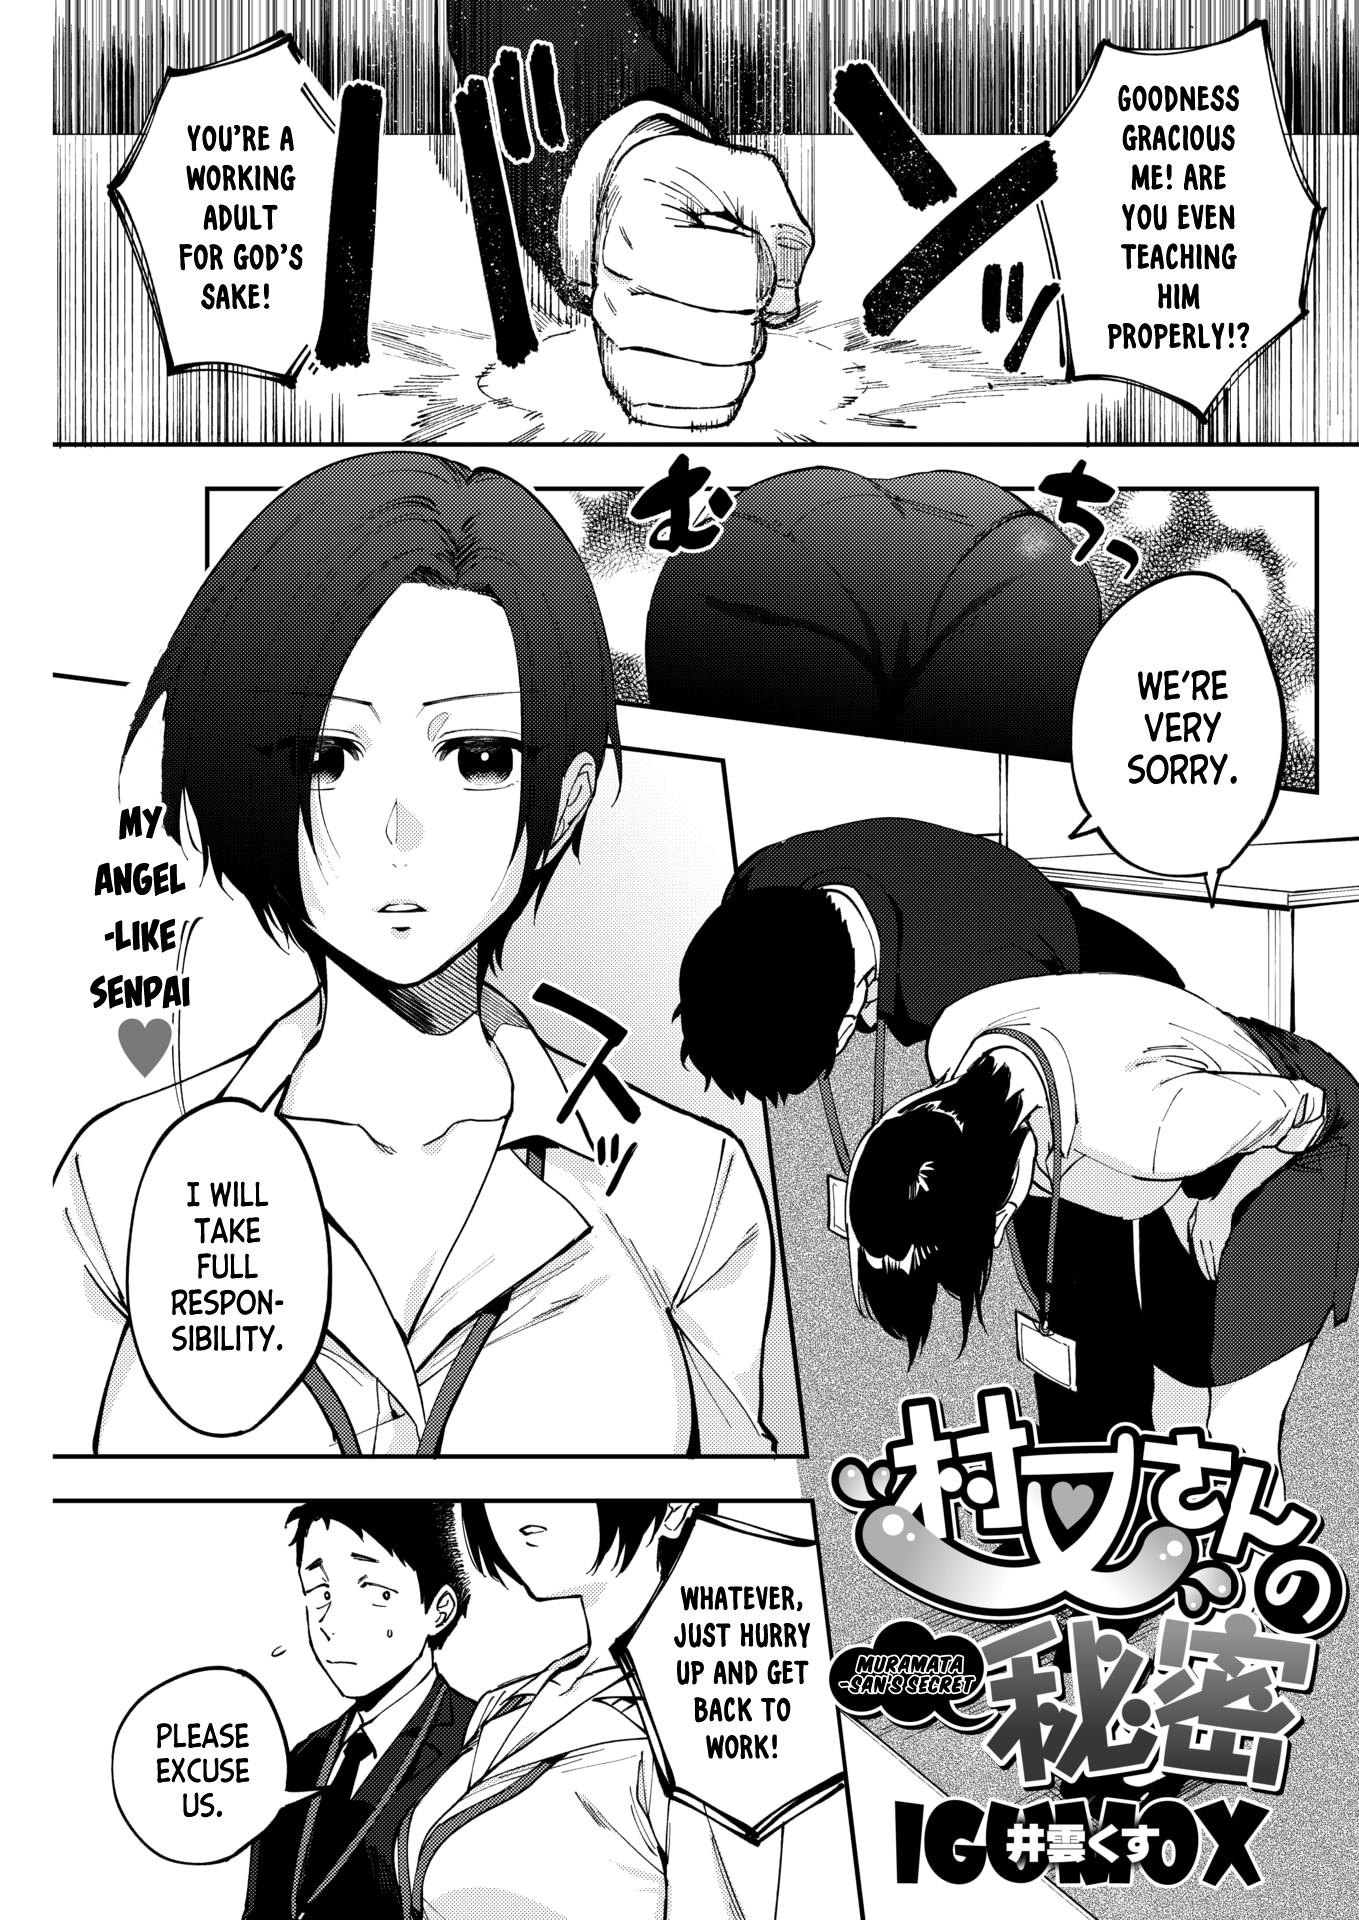 GOODNESS
GRACIOUS
ME! ARE
YOU EVEN
TEACHING
HIM
PROPERLY!?
YOU'RE A
WORKING
ADULT
FOR GOD'S
SAKE!
むちっ
WE'RE
VERY
SORRY.
MY
ANGEL
-LIKE
SENPAI
スッ
I WILL
TAKE
FULL
RESPON-
SIBILITY.
WHATEVER,
JUST HURRY
UP AND GET
BACK TO
WORK!
PLEASE
EXCUSE
US.
村又さんの
秘密
MURAMATA
-SAN'S SECRET
IGUMOX
井雲くす